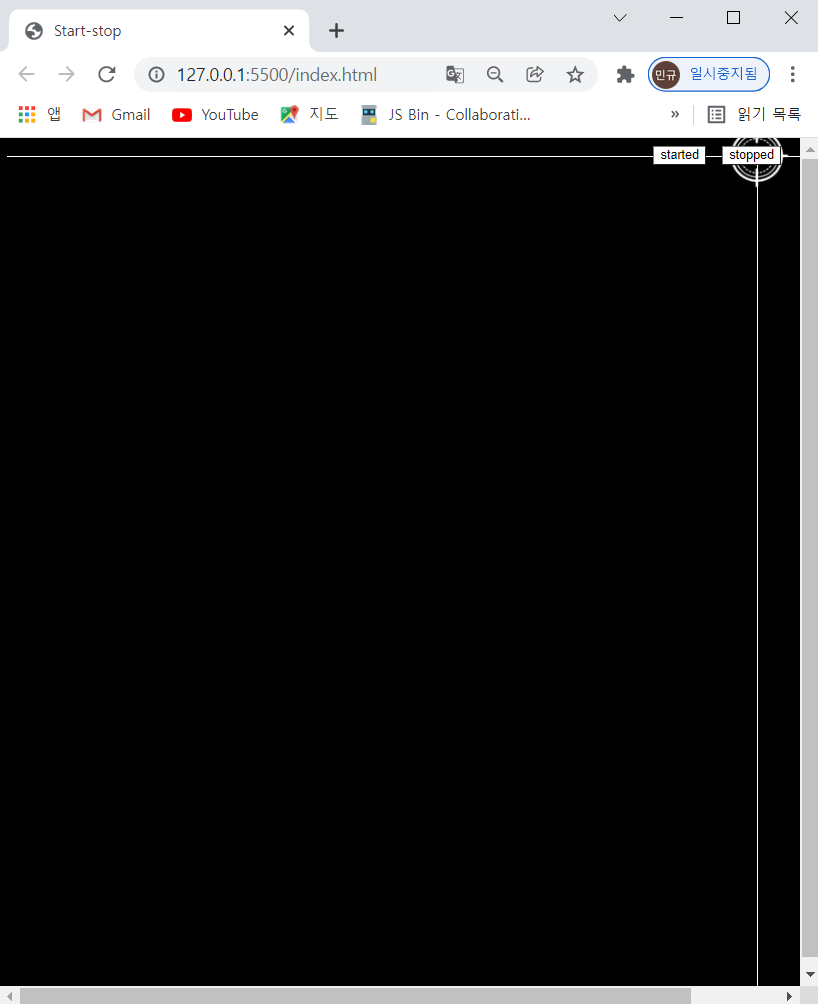 Start-stop
127.0.0.1:5500/index.html
민규 일시중지됨
앱 Gmail YouTube 지도 JS Bin - Collaborati... » 읽기 목록
started stopped